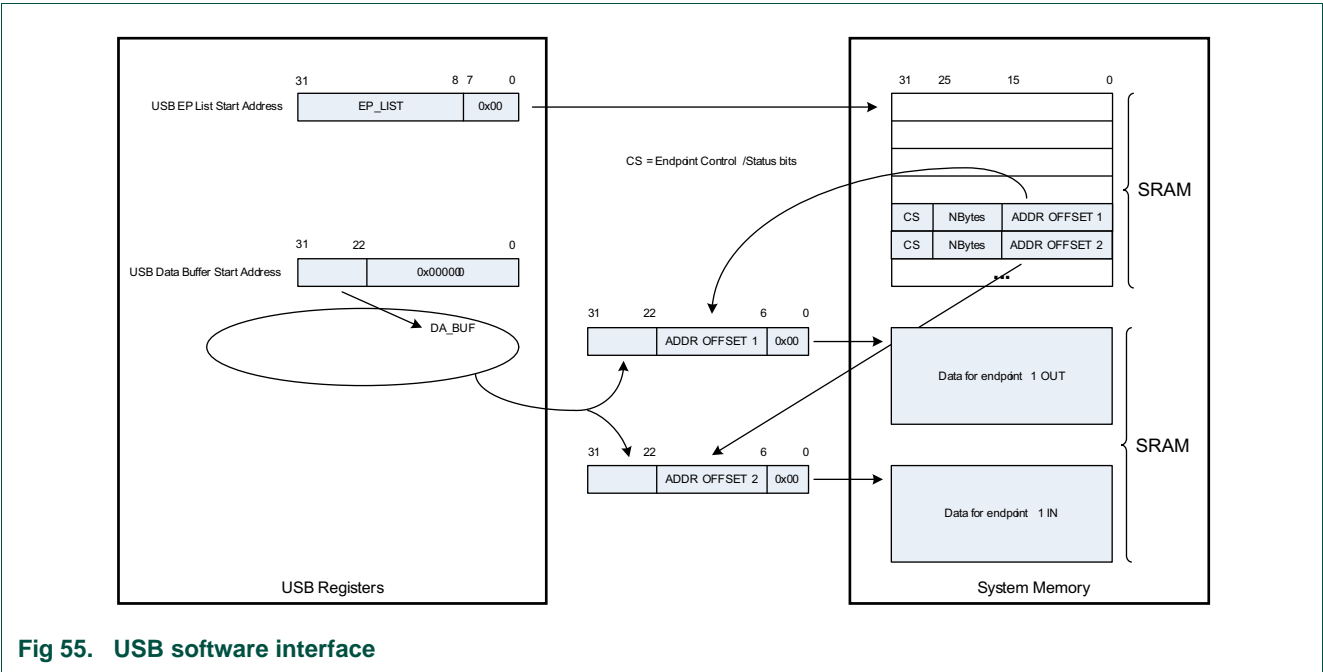 31 8 7 0
USB EP List Start Address EP_LIST 0x00
31 25 15 0
CS = Endpoint Control /Status bits
SRAM
CS NBytes ADDR OFFSET 1
CS NBytes ADDR OFFSET 2
...
31 22 0
USB Data Buffer Start Address 0x000000
DA_BUF
31 22 6 0
ADDR OFFSET 1 0x00
Data for endpoint 1 OUT
SRAM
31 22 6 0
ADDR OFFSET 2 0x00
Data for endpoint 1 IN
USB Registers
System Memory
Fig 55. USB software interface